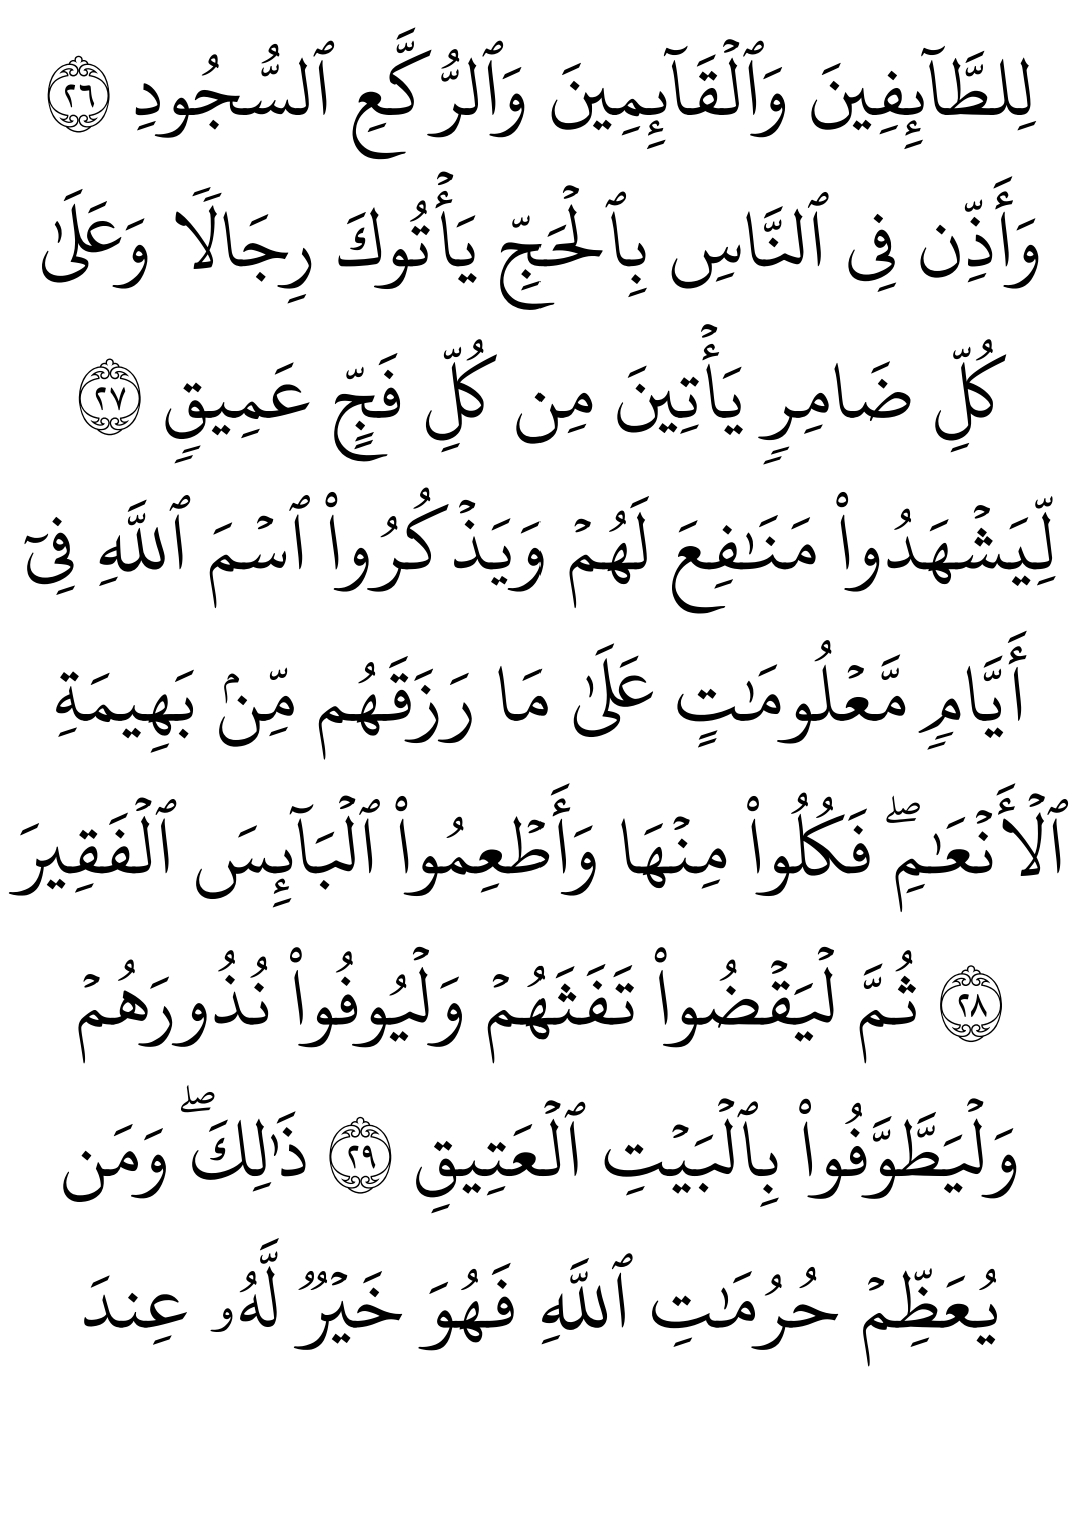 لِلطَّآئِفِينَ وَٱلْقَآئِمِينَ وَٱلرُّكَّعِ ٱلسُّجُودِ ٢٦
وَأَذِّن فِى ٱلنَّاسِ بِٱلْحَجِّ يَأْتُوكَ رِجَالًا وَعَلَىٰ
كُلِّ ضَامِرٍ يَأْتِينَ مِن كُلِّ فَجٍّ عَمِيقٍ ٢٧
لِّيَشْهَدُوا۟ مَنَـٰفِعَ لَهُمْ وَيَذْكُرُوا۟ ٱسْمَ ٱللَّهِ فِىٓ
أَيَّامٍ مَّعْلُومَـٰتٍ عَلَىٰ مَا رَزَقَهُم مِّنۢ بَهِيمَةِ
ٱلْأَنْعَـٰمِ ۖ فَكُلُوا۟ مِنْهَا وَأَطْعِمُوا۟ ٱلْبَآئِسَ ٱلْفَقِيرَ
٢٨ ثُمَّ لْيَقْضُوا۟ تَفَثَهُمْ وَلْيُوفُوا۟ نُذُورَهُمْ
وَلْيَطَّوَّفُوا۟ بِٱلْبَيْتِ ٱلْعَتِيقِ ٢٩ ذَٰلِكَ ۖ وَمَن
يُعَظِّمْ حُرُمَـٰتِ ٱللَّهِ فَهُوَ خَيْرٌ لَّهُۥ عِندَ